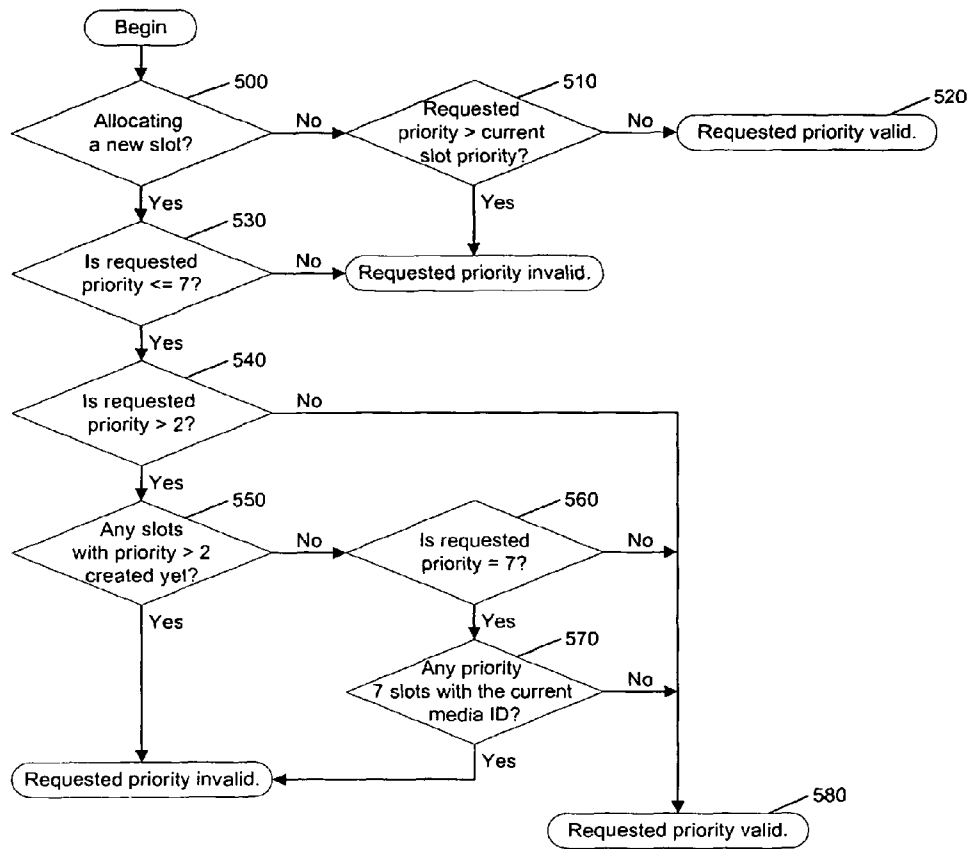 Begin
500
Allocating
a new slot?
No
510
Requested
priority > current
slot priority?
No
520
Requested priority valid.
Yes
Yes
530
Is requested
priority <= 7?
No
Requested priority invalid.
Yes
540
Is requested
priority > 2?
No
Yes
550
Any slots
with priority > 2
created yet?
No
560
Is requested
priority = 7?
No
Yes
Yes
570
Any priority
7 slots with the current
media ID?
No
Yes
Requested priority invalid.
580
Requested priority valid.